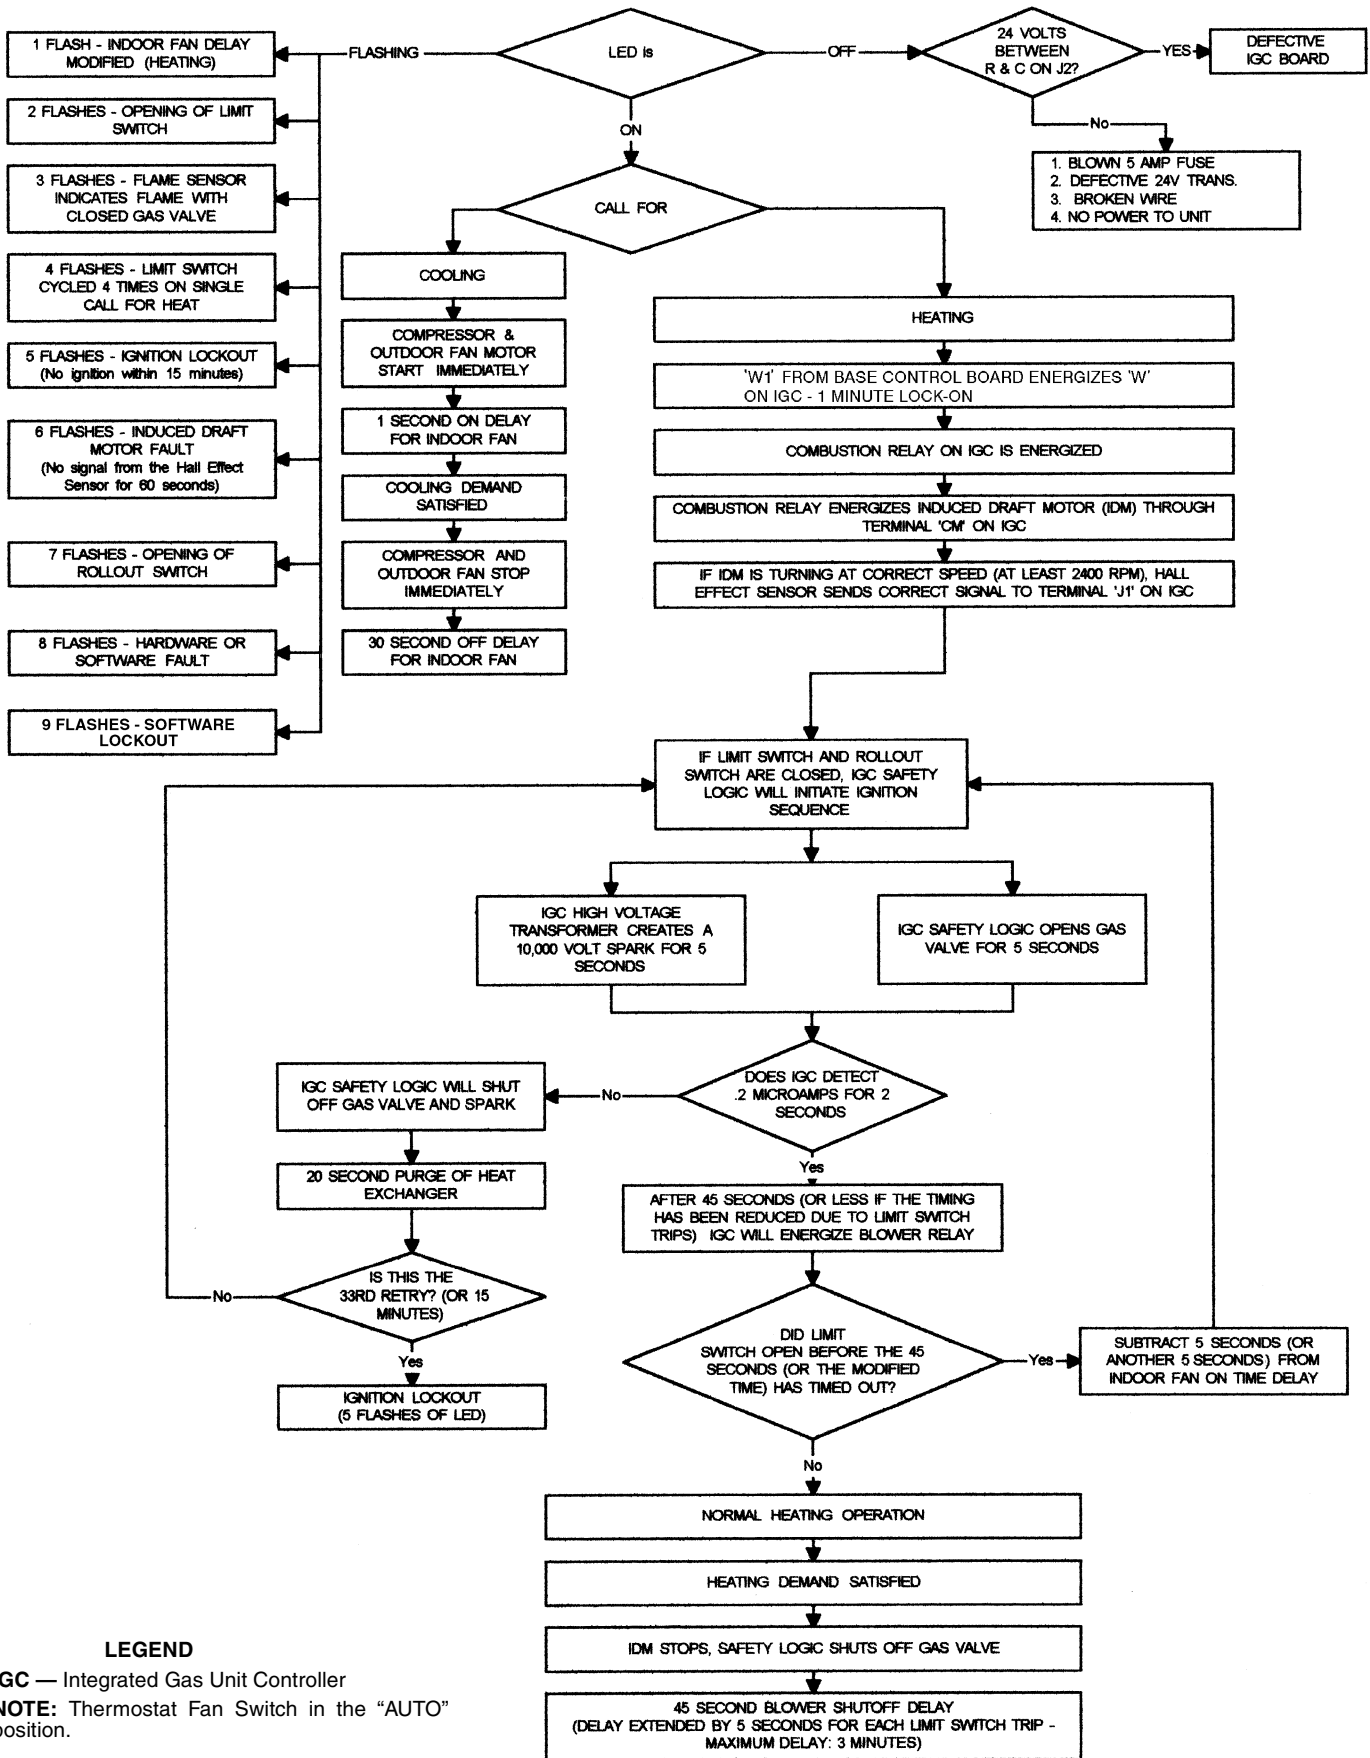 LED is
FLASHING
1 FLASH - INDOOR FAN DELAY
MODIFIED (HEATING)
2 FLASHES - OPENING OF LIMIT
SWITCH
3 FLASHES - FLAME SENSOR
INDICATES FLAME WITH
CLOSED GAS VALVE
4 FLASHES - LIMIT SWITCH
CYCLED 4 TIMES ON SINGLE
CALL FOR HEAT
5 FLASHES - IGNITION LOCKOUT
(No ignition within 15 minutes)
6 FLASHES - INDUCED DRAFT
MOTOR FAULT
(No signal from the Hall Effect
Sensor for 60 seconds)
7 FLASHES - OPENING OF
ROLLOUT SWITCH
8 FLASHES - HARDWARE OR
SOFTWARE FAULT
9 FLASHES - SOFTWARE
LOCKOUT
OFF
24 VOLTS
BETWEEN
R & C ON J2?
YES
DEFECTIVE
IGC BOARD
No
1. BLOWN 5 AMP FUSE
2. DEFECTIVE 24V TRANS.
3. BROKEN WIRE
4. NO POWER TO UNIT
ON
CALL FOR
COOLING
COMPRESSOR &
OUTDOOR FAN MOTOR
START IMMEDIATELY
1 SECOND ON DELAY
FOR INDOOR FAN
COOLING DEMAND
SATISFIED
COMPRESSOR AND
OUTDOOR FAN STOP
IMMEDIATELY
30 SECOND OFF DELAY
FOR INDOOR FAN
HEATING
'W1' FROM BASE CONTROL BOARD ENERGIZES 'W'
ON IGC - 1 MINUTE LOCK-ON
COMBUSTION RELAY ON IGC IS ENERGIZED
COMBUSTION RELAY ENERGIZES INDUCED DRAFT MOTOR (IDM) THROUGH
TERMINAL 'CM' ON IGC
IF IDM IS TURNING AT CORRECT SPEED (AT LEAST 2400 RPM), HALL
EFFECT SENSOR SENDS CORRECT SIGNAL TO TERMINAL 'J1' ON IGC
IF LIMIT SWITCH AND ROLLOUT
SWITCH ARE CLOSED, IGC SAFETY
LOGIC WILL INITIATE IGNITION
SEQUENCE
IGC HIGH VOLTAGE
TRANSFORMER CREATES A
10,000 VOLT SPARK FOR 5
SECONDS
IGC SAFETY LOGIC OPENS GAS
VALVE FOR 5 SECONDS
DOES IGC DETECT
.2 MICROAMPS FOR 2
SECONDS
No
IGC SAFETY LOGIC WILL SHUT
OFF GAS VALVE AND SPARK
20 SECOND PURGE OF HEAT
EXCHANGER
IS THIS THE
33RD RETRY? (OR 15
MINUTES)
No
Yes
IGNITION LOCKOUT
(5 FLASHES OF LED)
Yes
AFTER 45 SECONDS (OR LESS IF THE TIMING
HAS BEEN REDUCED DUE TO LIMIT SWITCH
TRIPS) IGC WILL ENERGIZE BLOWER RELAY
DID LIMIT
SWITCH OPEN BEFORE THE 45
SECONDS (OR THE MODIFIED
TIME) HAS TIMED OUT?
Yes
SUBTRACT 5 SECONDS (OR
ANOTHER 5 SECONDS) FROM
INDOOR FAN ON TIME DELAY
No
NORMAL HEATING OPERATION
HEATING DEMAND SATISFIED
IDM STOPS, SAFETY LOGIC SHUTS OFF GAS VALVE
45 SECOND BLOWER SHUTOFF DELAY
(DELAY EXTENDED BY 5 SECONDS FOR EACH LIMIT SWITCH TRIP -
MAXIMUM DELAY: 3 MINUTES)
LEGEND
GC — Integrated Gas Unit Controller
NOTE: Thermostat Fan Switch in the “AUTO”
position.